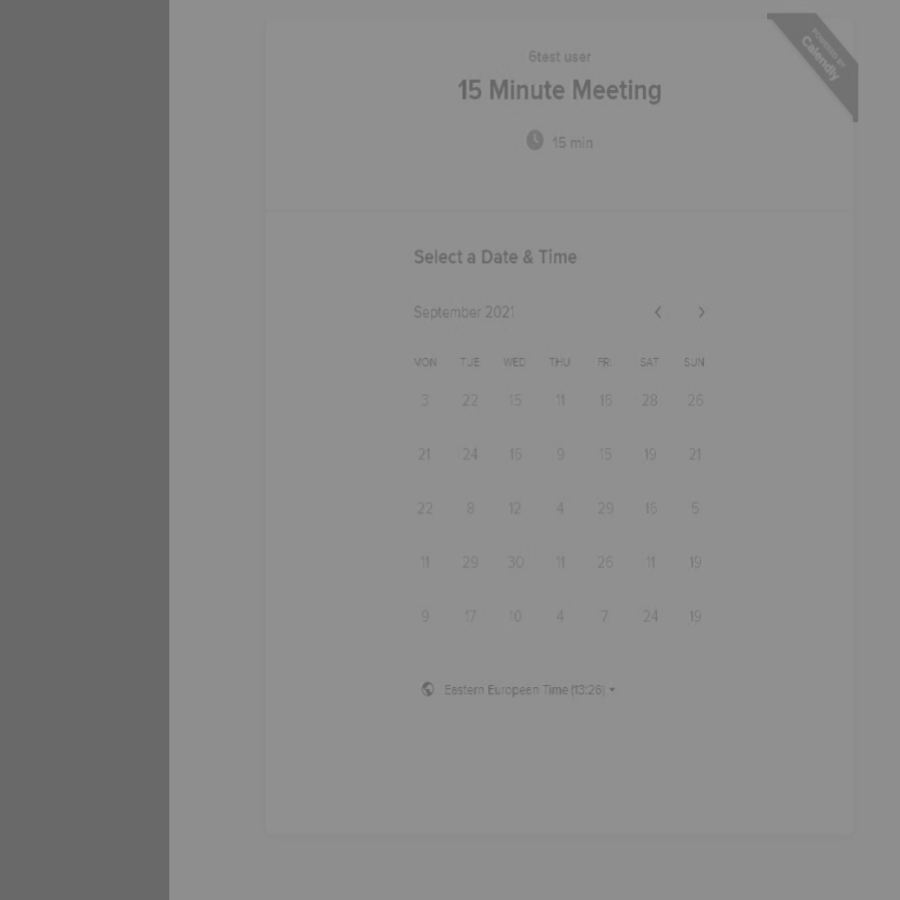 POWERED BY
Calendly
6test user
15 Minute Meeting
15 min
Select a Date & Time
September 2021
MON TUE WED THU FRI SAT SUN
3 22 15 11 16 28 26
21 24 16 9 15 19 21
22 8 12 4 29 16 5
11 29 30 11 26 11 19
9 17 10 4 7 24 19
Eastern European Time (13:26)